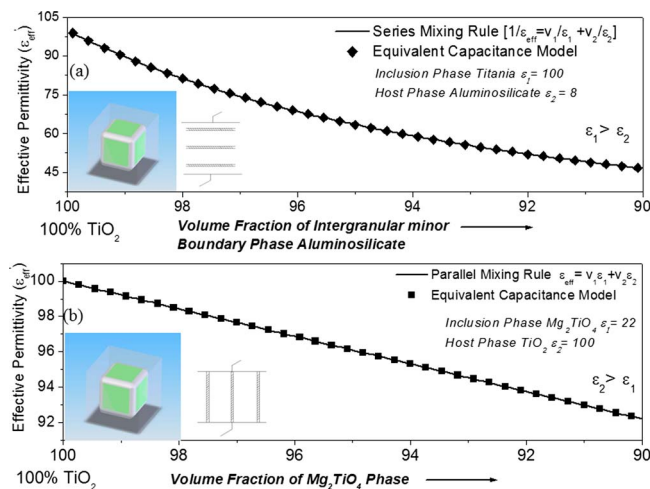 105
90
75
60
45
Effective Permittivity (ε'eff)
(a)
Series Mixing Rule [1/εeff=v1/ε1 +v2/ε2]
Equivalent Capacitance Model
Inclusion Phase Titania ε1= 100
Host Phase Aluminosilicate ε2= 8
ε1> ε2
100 98 96 94 92 90
100% TiO2
Volume Fraction of Intergranular minor
Boundary Phase Aluminosilicate
100
98
96
94
92
Effective Permittivity (ε'eff)
(b)
Parallel Mixing Rule εeff= v1ε1+v2ε2
Equivalent Capacitance Model
Inclusion Phase Mg2TiO4 ε1= 22
Host Phase TiO2 ε2= 100
ε2> ε1
100 98 96 94 92 90
100% TiO2
Volume Fraction of Mg2TiO4 Phase